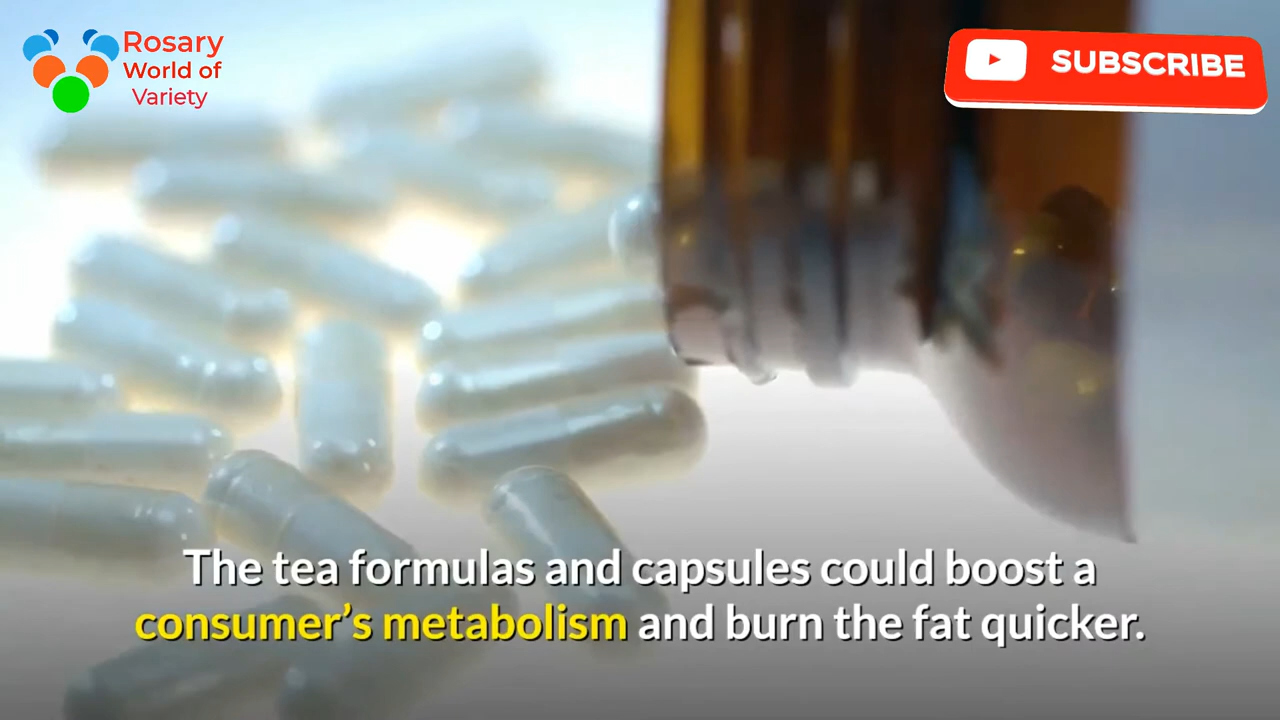 Rosary
World of
Variety
SUBSCRIBE
The tea formulas and capsules could boost a
consumer’s metabolism and burn the fat quicker.